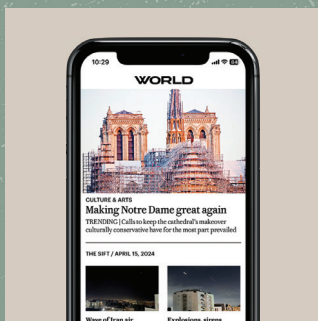 10:29
WORLD
CULTURE & ARTS
Making Notre Dame great again
TRENDING | Calls to keep the cathedral's makeover
culturally conservative have for the most part prevailed
THE SIFT / APRIL 15, 2024
Wave of Iran air
Explosions, sirens